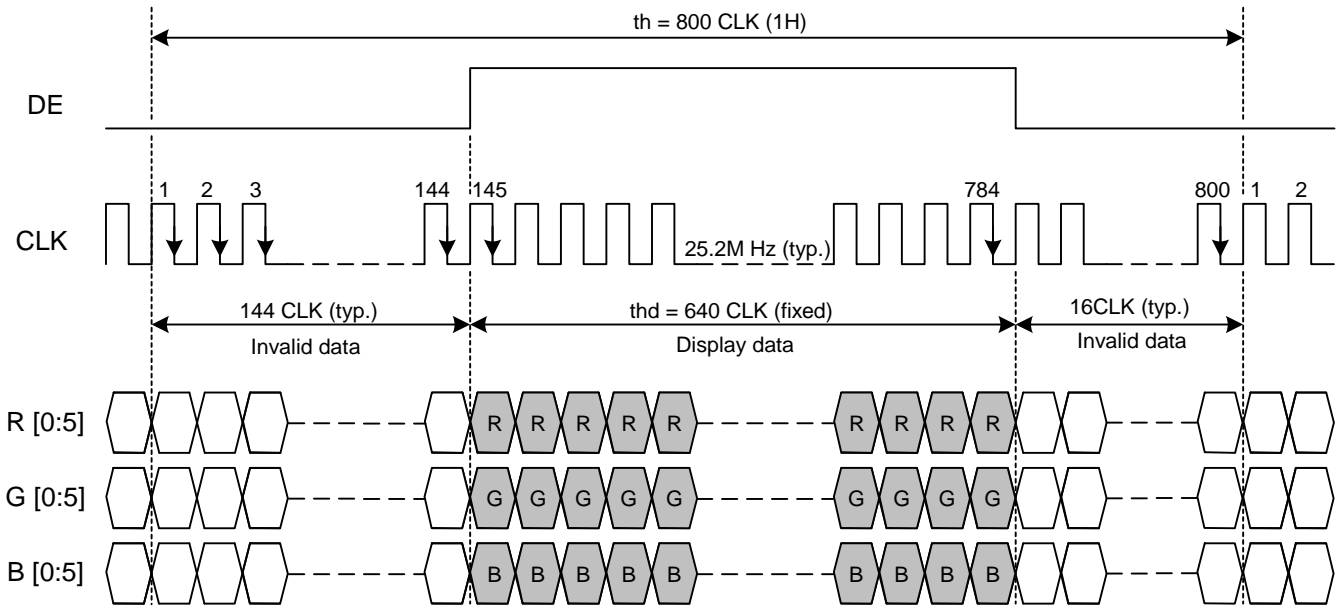 th = 800 CLK (1H)
DE
1 2 3 144 145 784 800 1 2
CLK
25.2M Hz (typ.)
144 CLK (typ.) thd = 640 CLK (fixed) 16CLK (typ.)
Invalid data Display data Invalid data
R [0:5] R R R R R R R R R
G [0:5] G G G G G G G G G
B [0:5] B B B B B B B B B